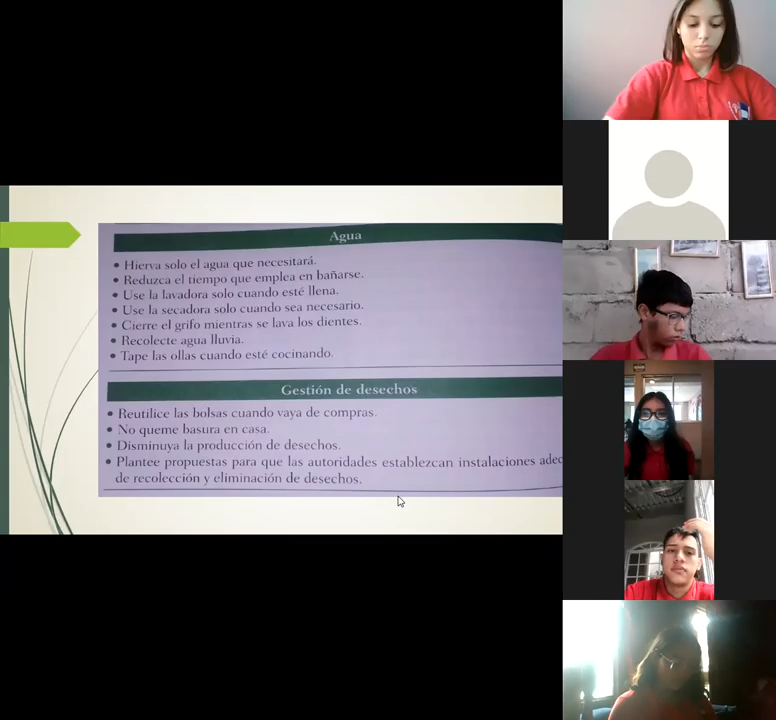 Agua
• Hierva solo el agua que necesitará.
• Reduzca el tiempo que emplea en bañarse.
• Use la lavadora solo cuando esté llena.
• Use la secadora solo cuando sea necesario.
• Cierre el grifo mientras se lava los dientes.
• Recolecte agua lluvia.
• Tape las ollas cuando esté cocinando.
Gestión de desechos
• Reutilice las bolsas cuando vaya de compras.
• No queme basura en casa.
• Disminuya la producción de desechos.
• Plantee propuestas para que las autoridades establezcan instalaciones adec
de recolección y eliminación de desechos.